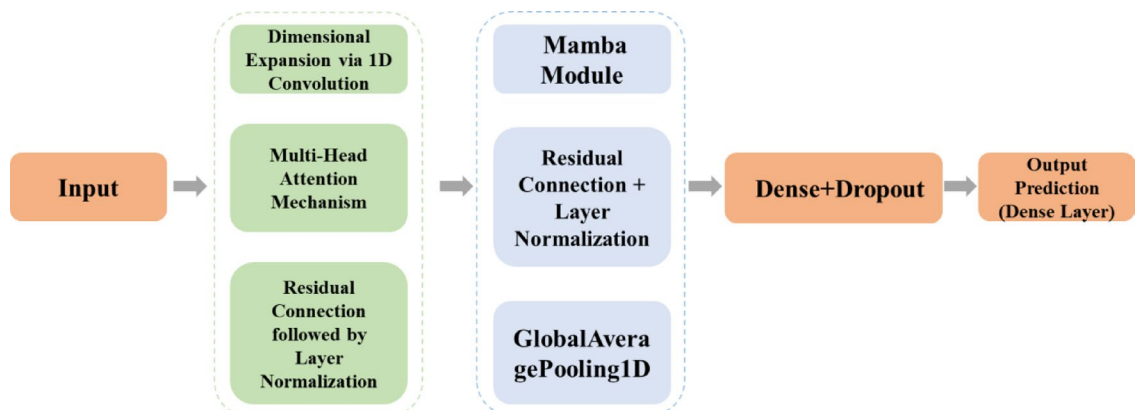 Input
Dimensional
Expansion via 1D
Convolution
Multi-Head
Attention
Mechanism
Residual
Connection
followed by
Layer
Normalization
Mamba
Module
Residual
Connection +
Layer
Normalization
GlobalAvera
gePooling1D
Dense+Dropout
Output
Prediction
(Dense Layer)